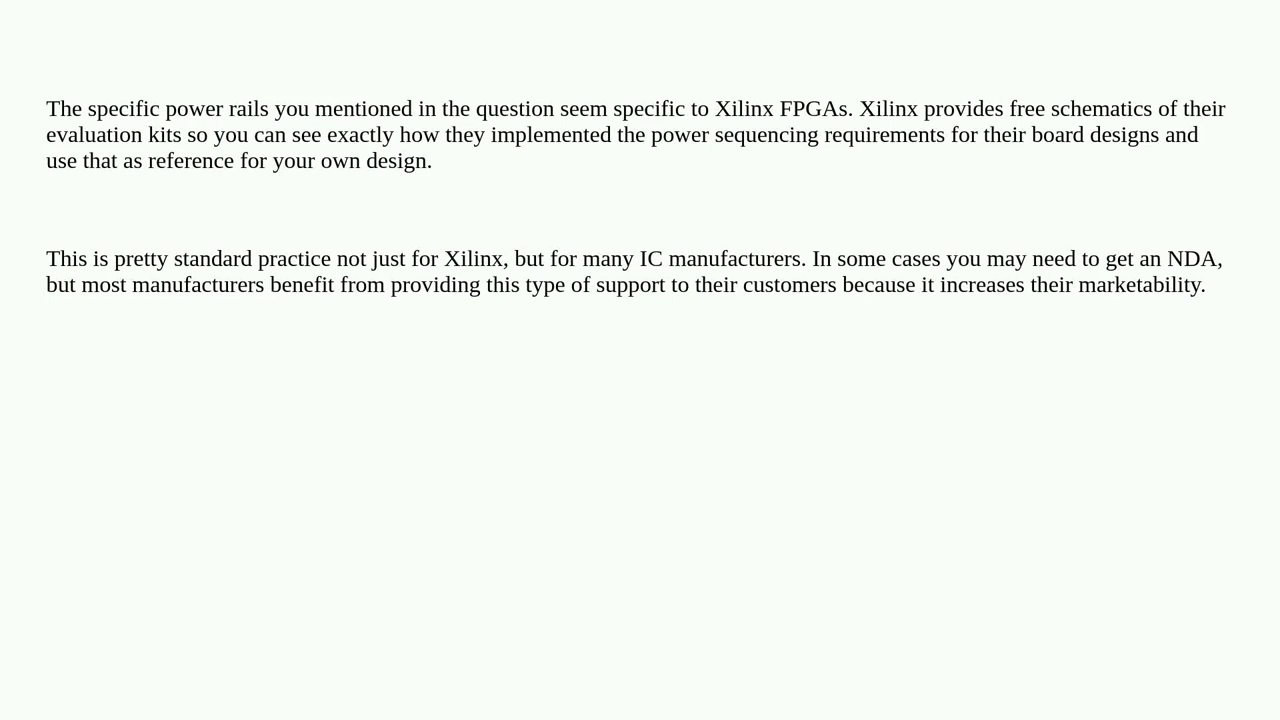 The specific power rails you mentioned in the question seem specific to Xilinx FPGAs. Xilinx provides free schematics of their
evaluation kits so you can see exactly how they implemented the power sequencing requirements for their board designs and
use that as reference for your own design.
This is pretty standard practice not just for Xilinx, but for many IC manufacturers. In some cases you may need to get an NDA,
but most manufacturers benefit from providing this type of support to their customers because it increases their marketability.